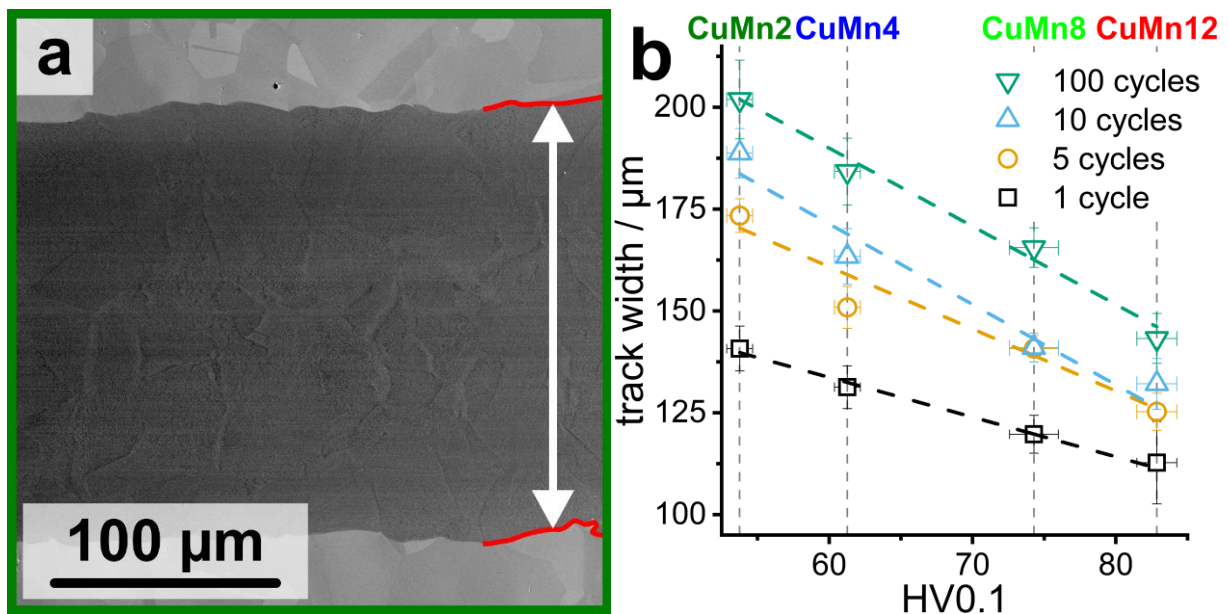 a
100 µm
b
CuMn2 CuMn4 CuMn8 CuMn12
100 cycles
10 cycles
5 cycles
1 cycle
track width / µm
200
175
150
125
100
60 70 80
HV0.1